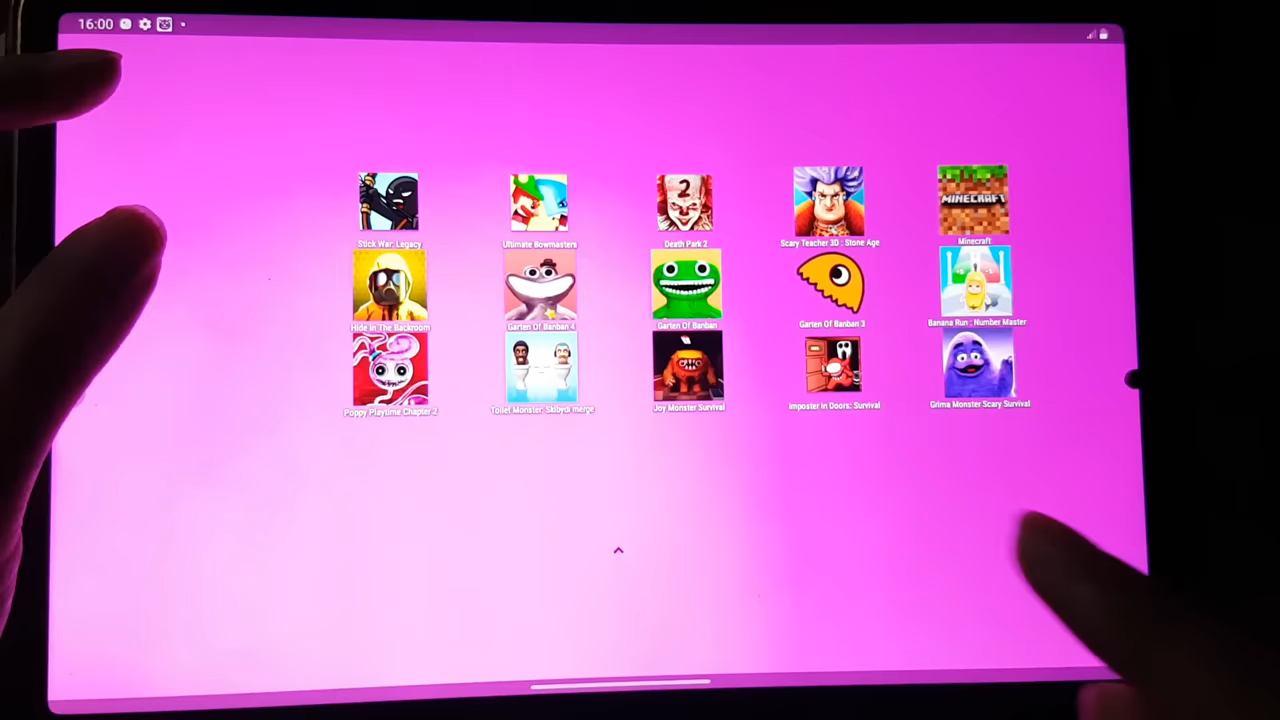 16:00
2
MINECRAFT
Stick War: Legacy
Ultimate Bowmasters
Death Park 2
Scary Teacher 3D : Stone Age
Minecraft
Hide In The Backroom
Garten Of Banban 4
Garten Of Banban
Garten Of Banban 3
Banana Run : Number Master
Poppy Playtime Chapter 2
Toilet Monster: Skibydi merge
Joy Monster Survival
Imposter in Doors: Survival
Grima Monster Scary Survival